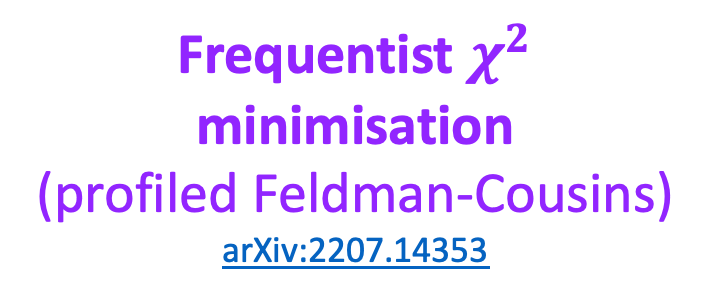 Frequentist χ²
minimisation
(profiled Feldman-Cousins)
arXiv:2207.14353